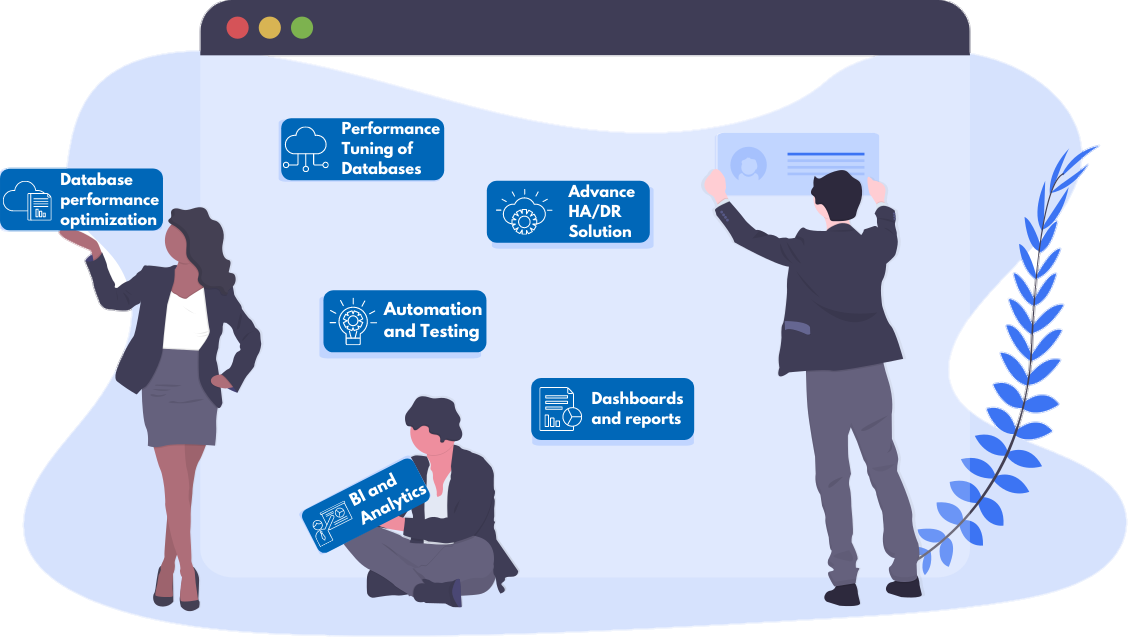 Performance
Tuning of
Databases
Database
performance
optimization
Advance
HA/DR
Solution
Automation
and Testing
Dashboards
and reports
BI and
Analytics